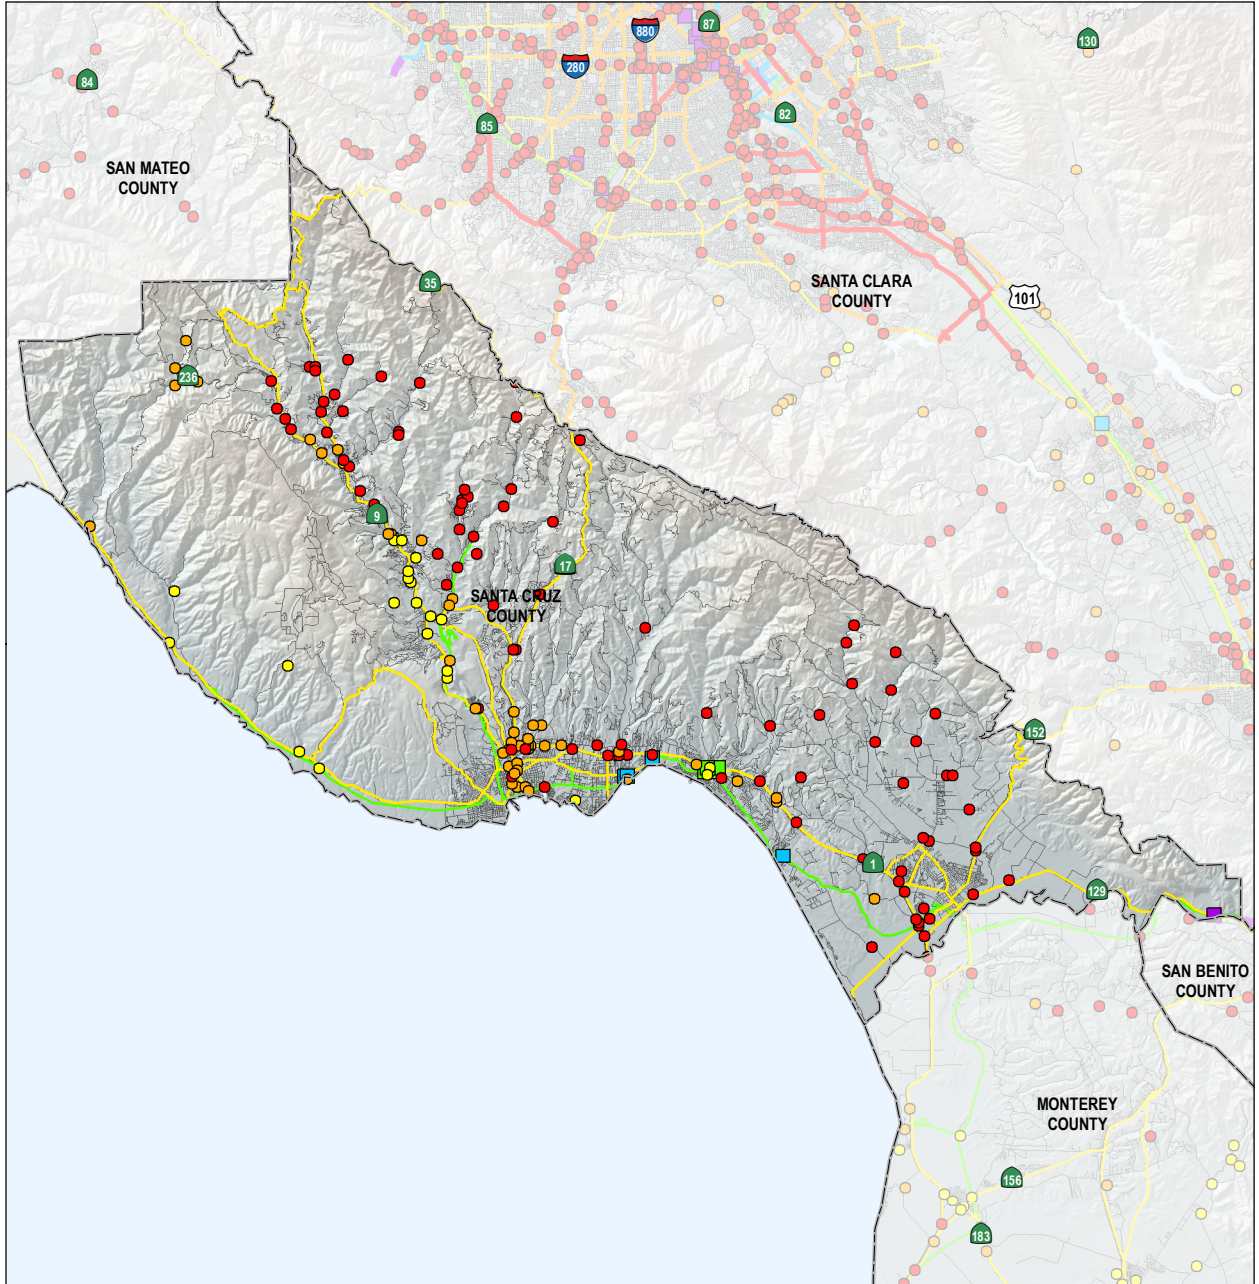 880
87
130
280
84
82
85
SAN MATEO
COUNTY
35
SANTA CLARA
COUNTY
101
236
9
17
SANTA CRUZ
COUNTY
152
1
129
SAN BENITO
COUNTY
MONTEREY
COUNTY
156
183